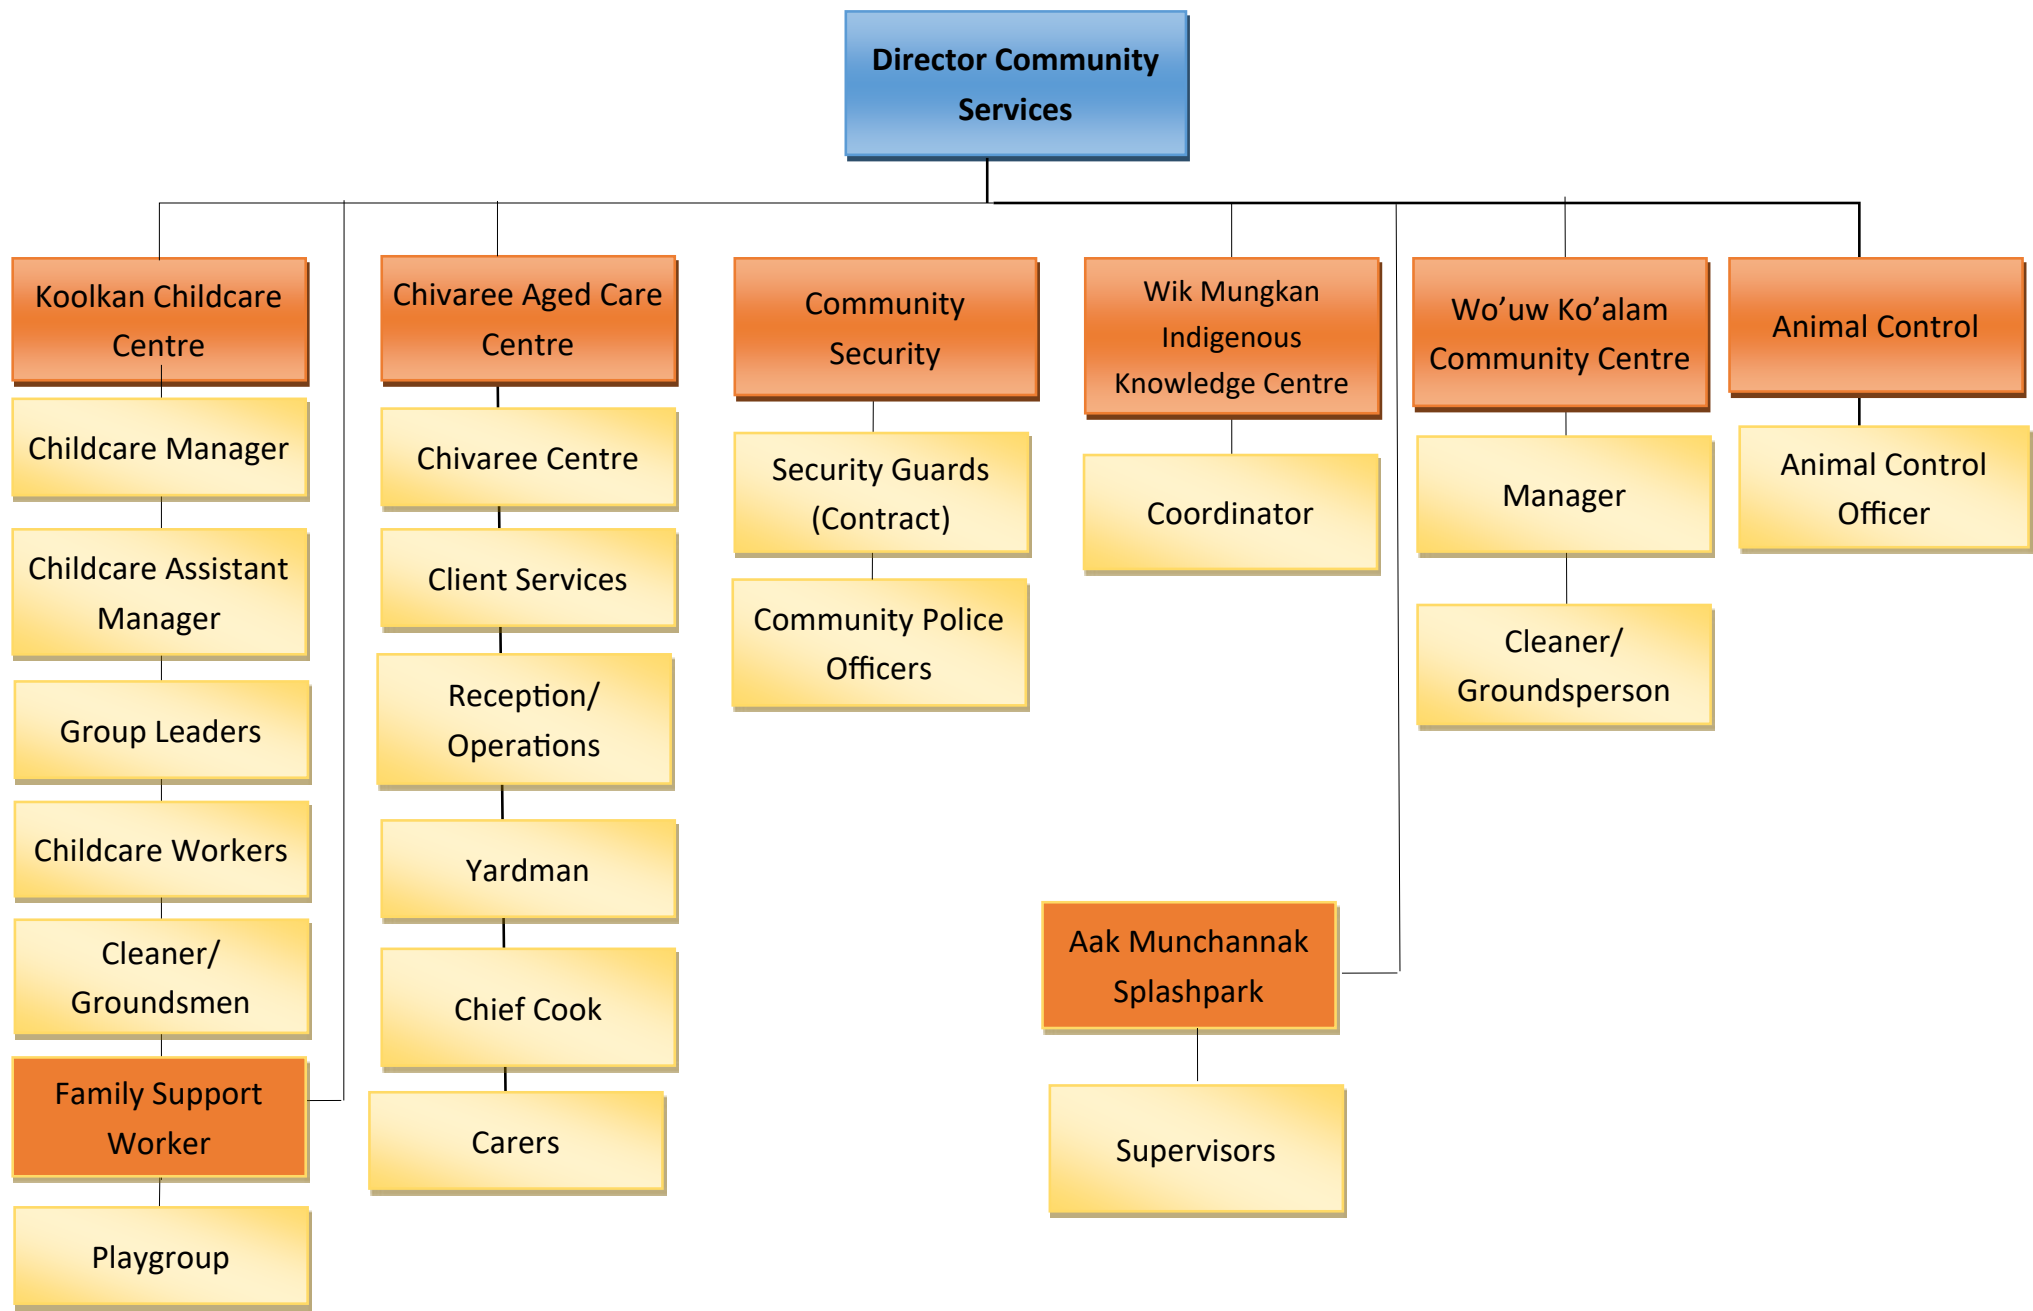 Director Community
Services
Koolkan Childcare
Centre
Childcare Manager
Childcare Assistant
Manager
Group Leaders
Childcare Workers
Cleaner/
Groundsmen
Family Support
Worker
Playgroup
Chivaree Aged Care
Centre
Chivaree Centre
Client Services
Reception/
Operations
Yardman
Chief Cook
Carers
Community
Security
Security Guards
(Contract)
Community Police
Officers
Wik Mungkan
Indigenous
Knowledge Centre
Coordinator
Aak Munchannak
Splashpark
Supervisors
Wo’uw Ko’alam
Community Centre
Manager
Cleaner/
Groundsperson
Animal Control
Animal Control
Officer